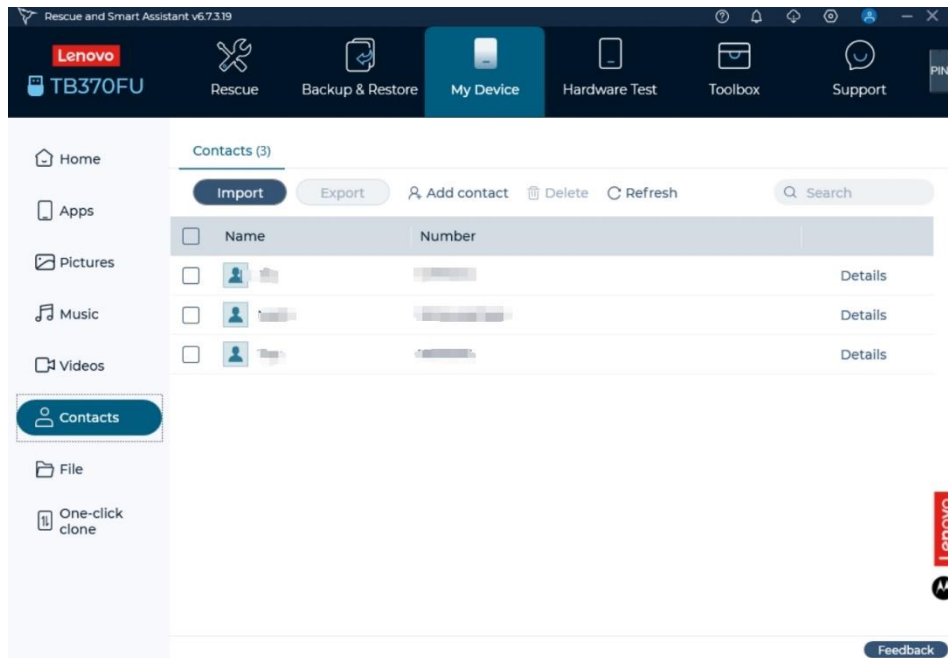 Rescue and Smart Assistant v6.7.3.19
Lenovo
TB370FU
Rescue
Backup & Restore
My Device
Hardware Test
Toolbox
Support
PIN
Home
Apps
Pictures
Music
Videos
Contacts
File
One-click
clone
Contacts (3)
Import Export Add contact Delete Refresh Search
Name Number
Details
Details
Details
Lenovo
Feedback